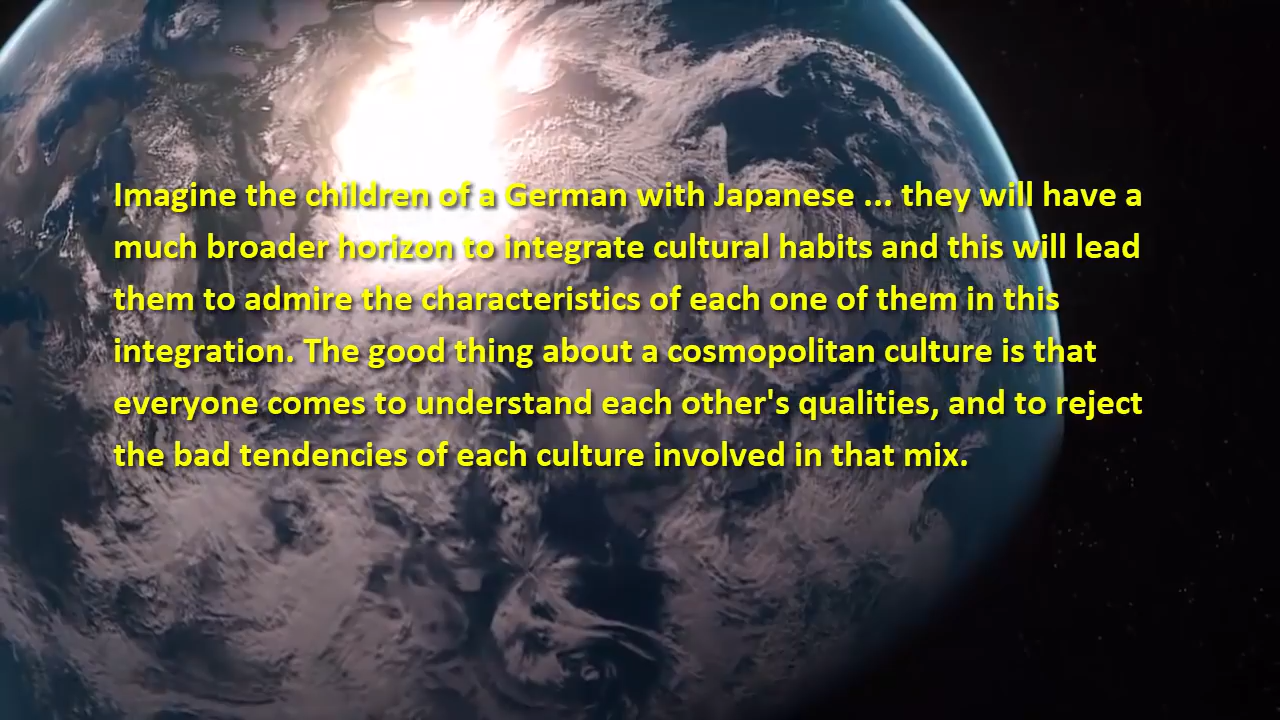 Imagine the children of a German with Japanese ... they will have a
much broader horizon to integrate cultural habits and this will lead
them to admire the characteristics of each one of them in this
integration. The good thing about a cosmopolitan culture is that
everyone comes to understand each other's qualities, and to reject
the bad tendencies of each culture involved in that mix.